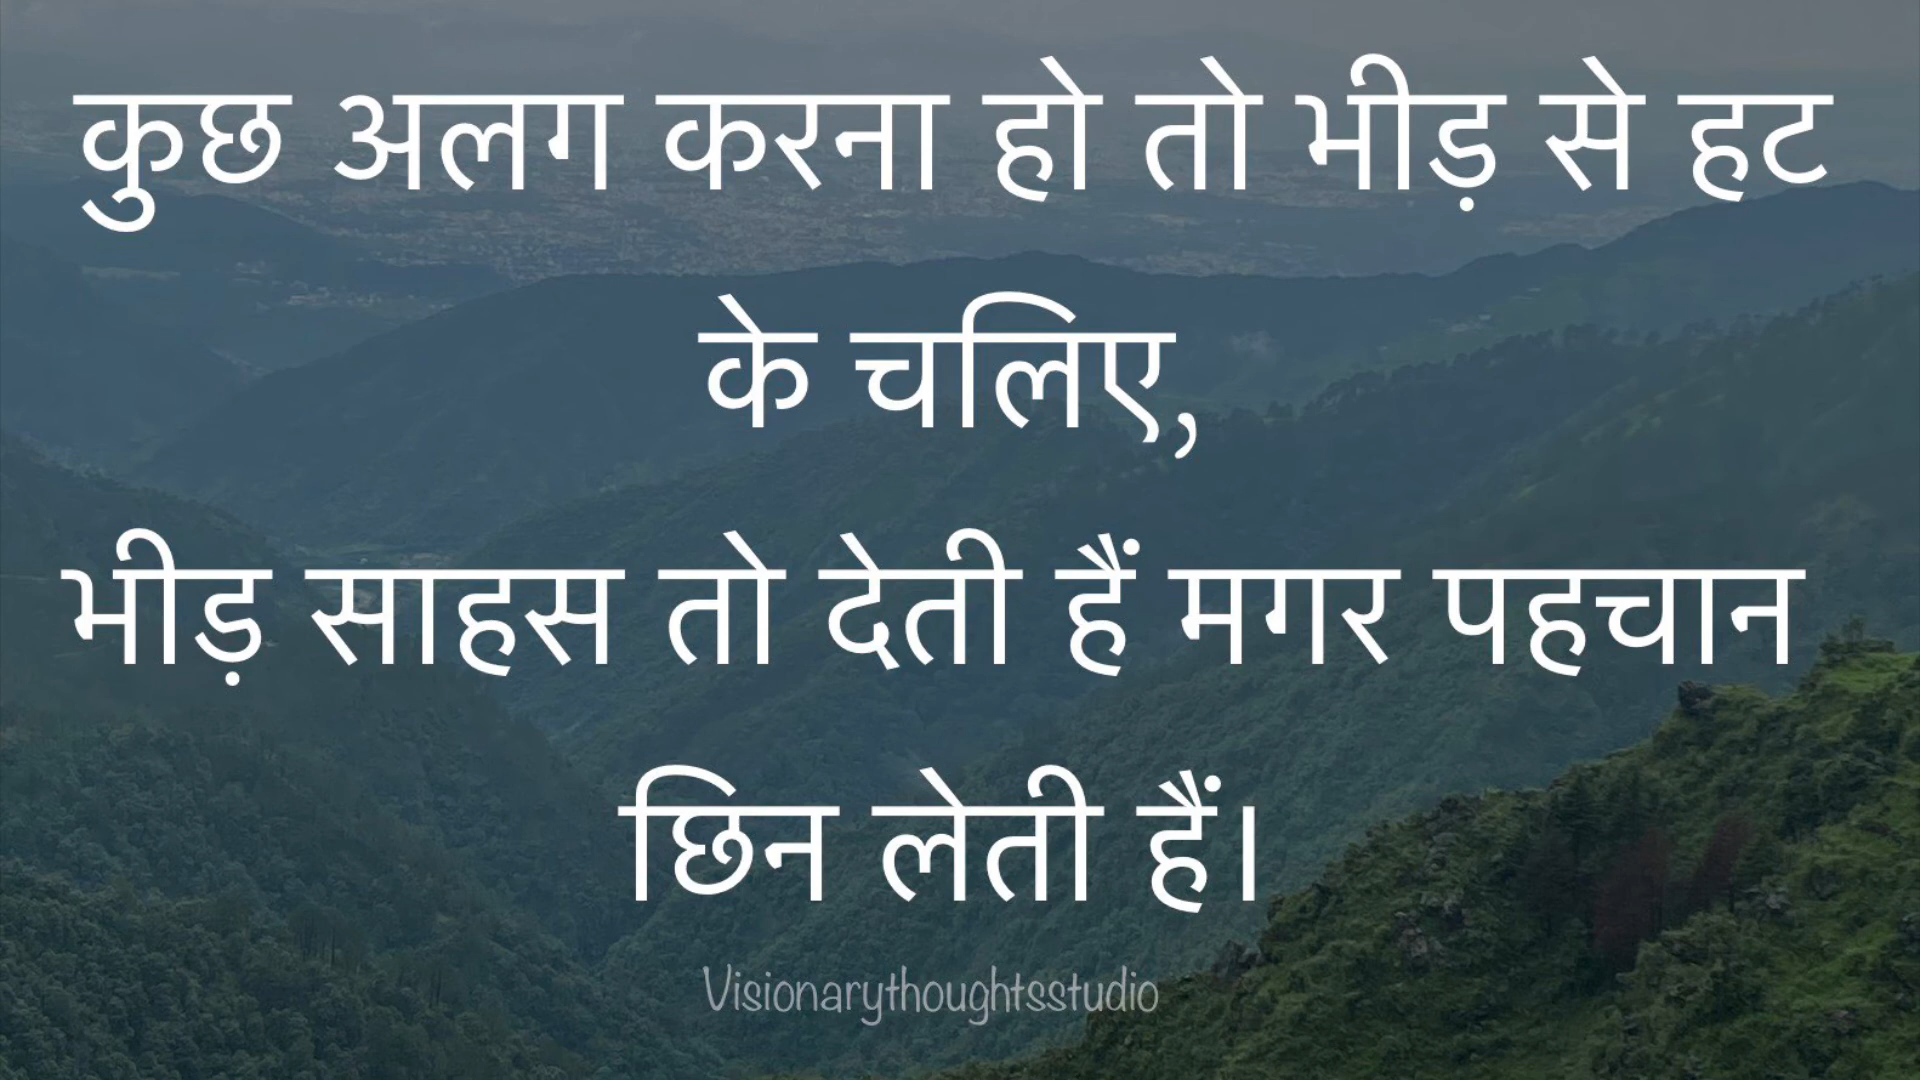 कुछ अलग करना हो तो भीड़ से हट
के चलिए,
भीड़ साहस तो देती हैं मगर पहचान
छिन लेती हैं।
Visionarythoughtsstudio